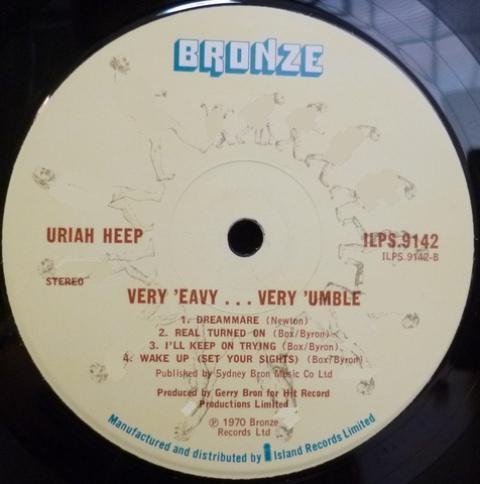 BRONZE
URIAH HEEP
ILPS.9142
ILPS.9142-B
STEREO
VERY 'EAVY . . . VERY 'UMBLE
1. DREAMMARE (Newton)
2. REAL TURNED ON (Box/Byron)
3. I'LL KEEP ON TRYING (Box/Byron)
4. WAKE UP (SET YOUR SIGHTS) (Box/Byron)
Published by Sydney Bron Music Co Ltd
Produced by Gerry Bron for Hit Record
Productions Limited
℗ 1970 Bronze
Records Ltd
Manufactured and distributed by i Island Records Limited